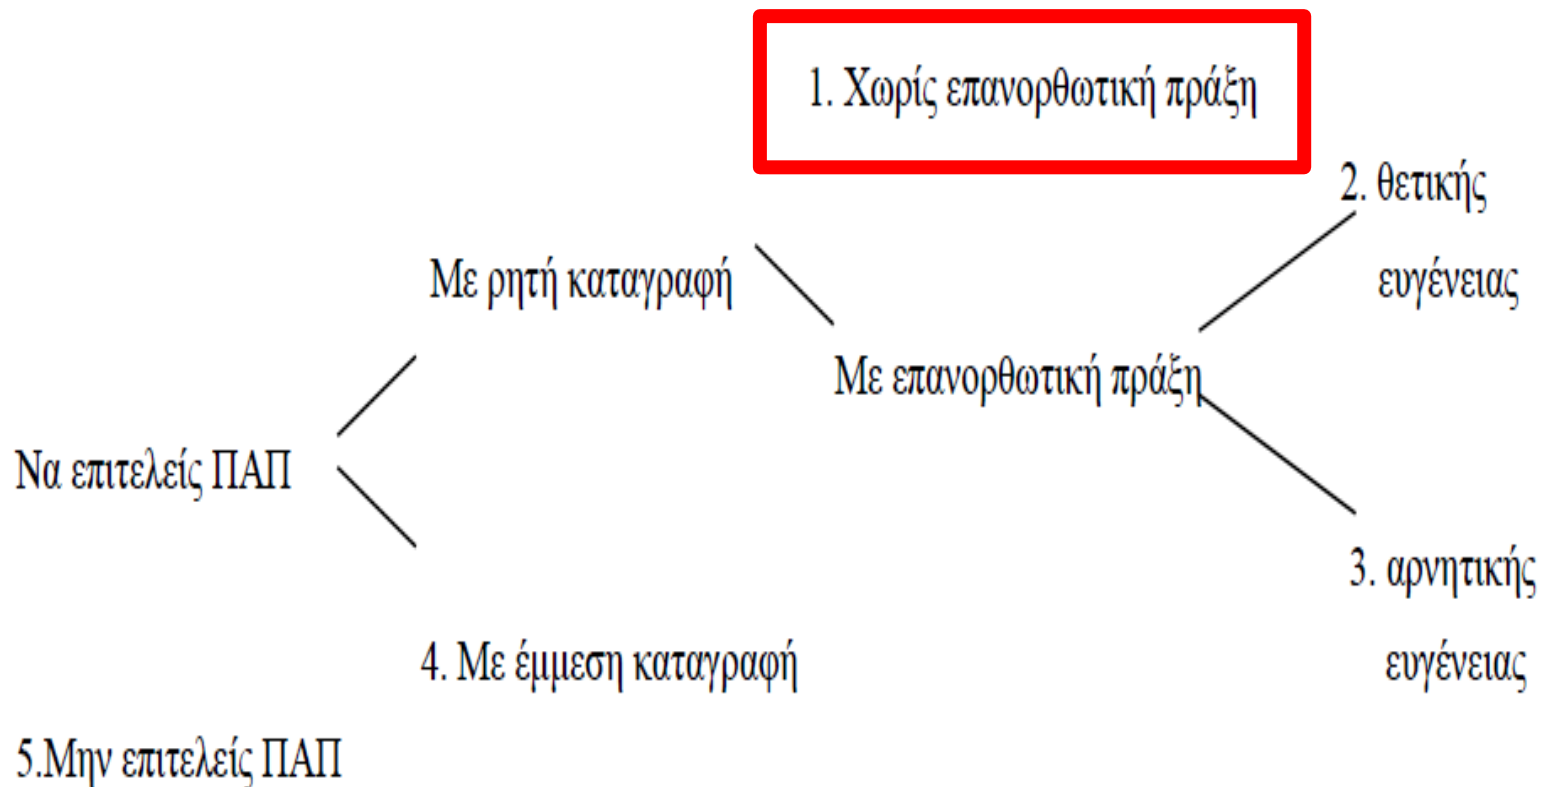 1. Χωρίς επανορθωτική πράξη
2. θετικής
ευγένειας
Με ρητή καταγραφή
Με επανορθωτική πράξη
Να επιτελείς ΠΑΠ
3. αρνητικής
ευγένειας
4. Με έμμεση καταγραφή
5.Μην επιτελείς ΠΑΠ